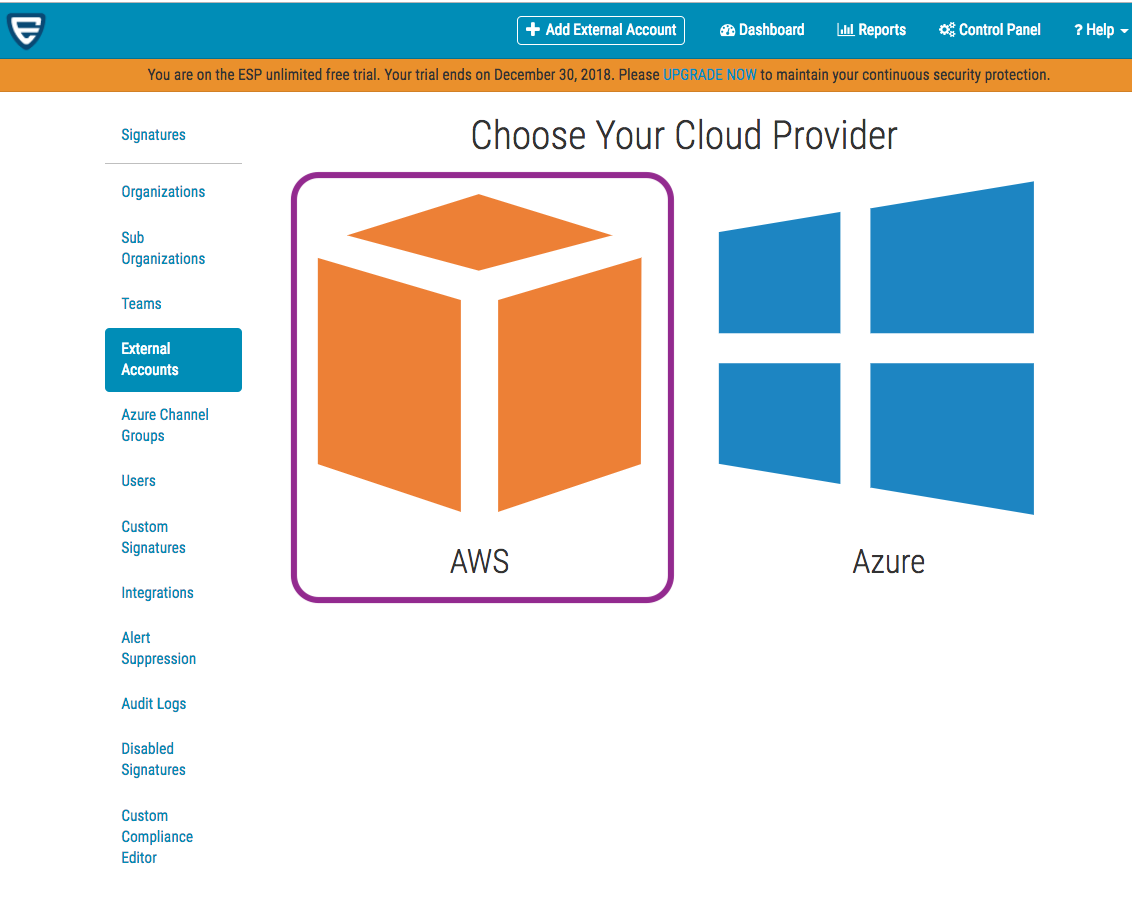 Add External Account Dashboard Reports Control Panel ? Help
You are on the ESP unlimited free trial. Your trial ends on December 30, 2018. Please UPGRADE NOW to maintain your continuous security protection.
Signatures
Organizations
Sub
Organizations
Teams
External
Accounts
Azure Channel
Groups
Users
Custom
Signatures
Integrations
Alert
Suppression
Audit Logs
Disabled
Signatures
Custom
Compliance
Editor
Choose Your Cloud Provider
AWS
Azure